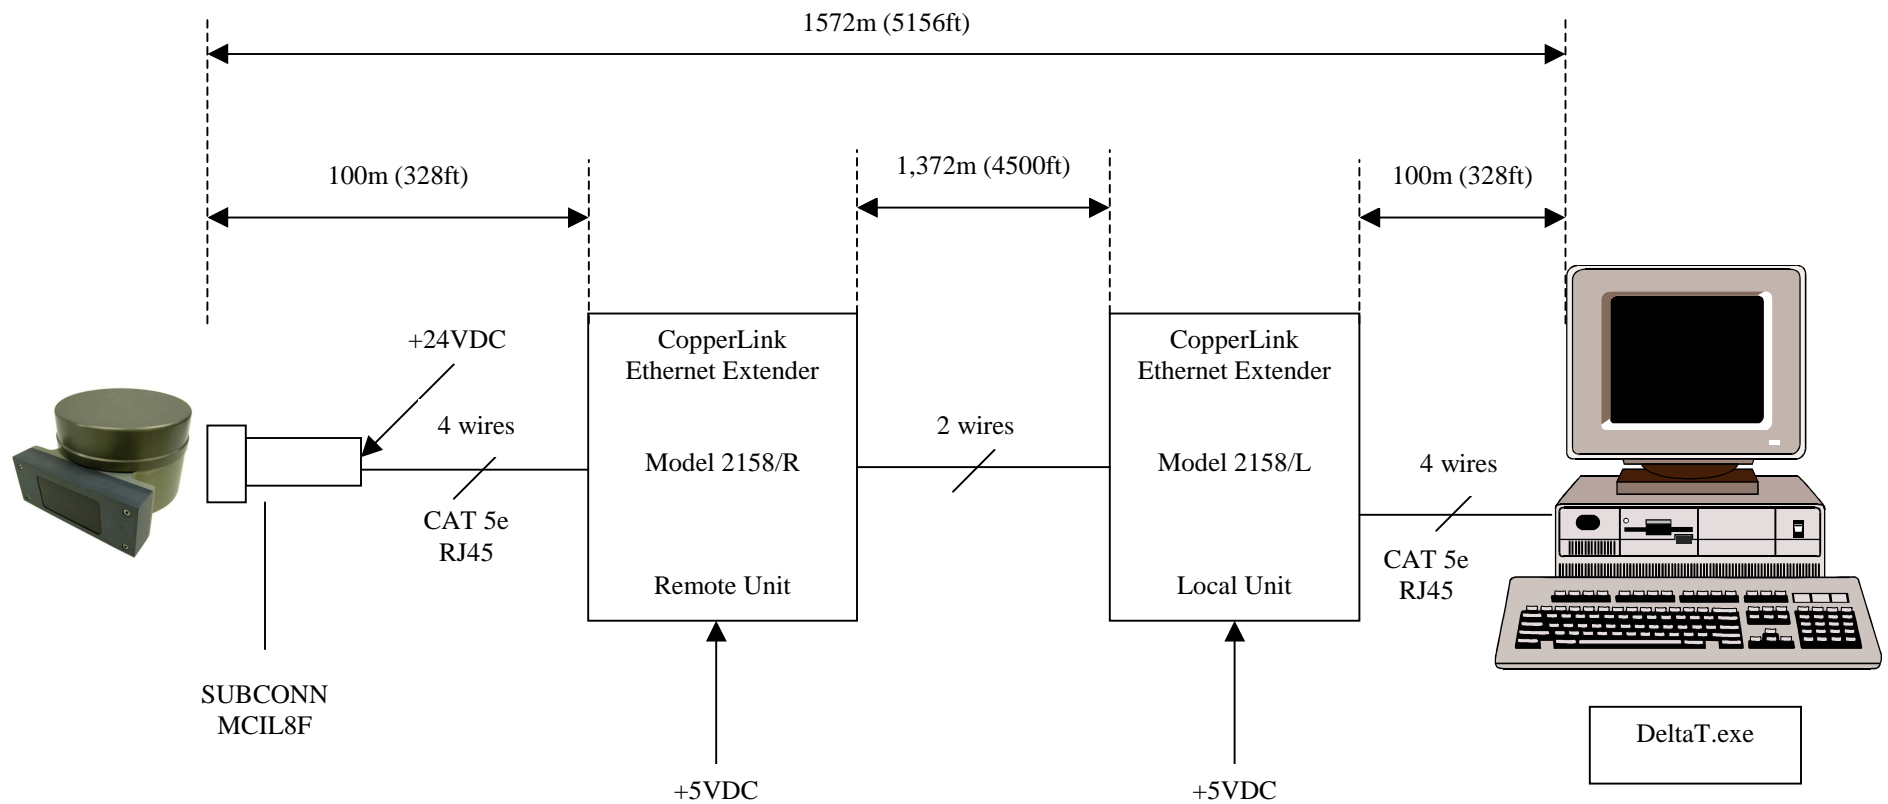 1572m (5156ft)
100m (328ft)
1,372m (4500ft)
100m (328ft)
+24VDC
4 wires
CAT 5e
RJ45
SUBCONN
MCIL8F
CopperLink
Ethernet Extender
Model 2158/R
Remote Unit
+5VDC
2 wires
CopperLink
Ethernet Extender
Model 2158/L
Local Unit
+5VDC
4 wires
CAT 5e
RJ45
DeltaT.exe